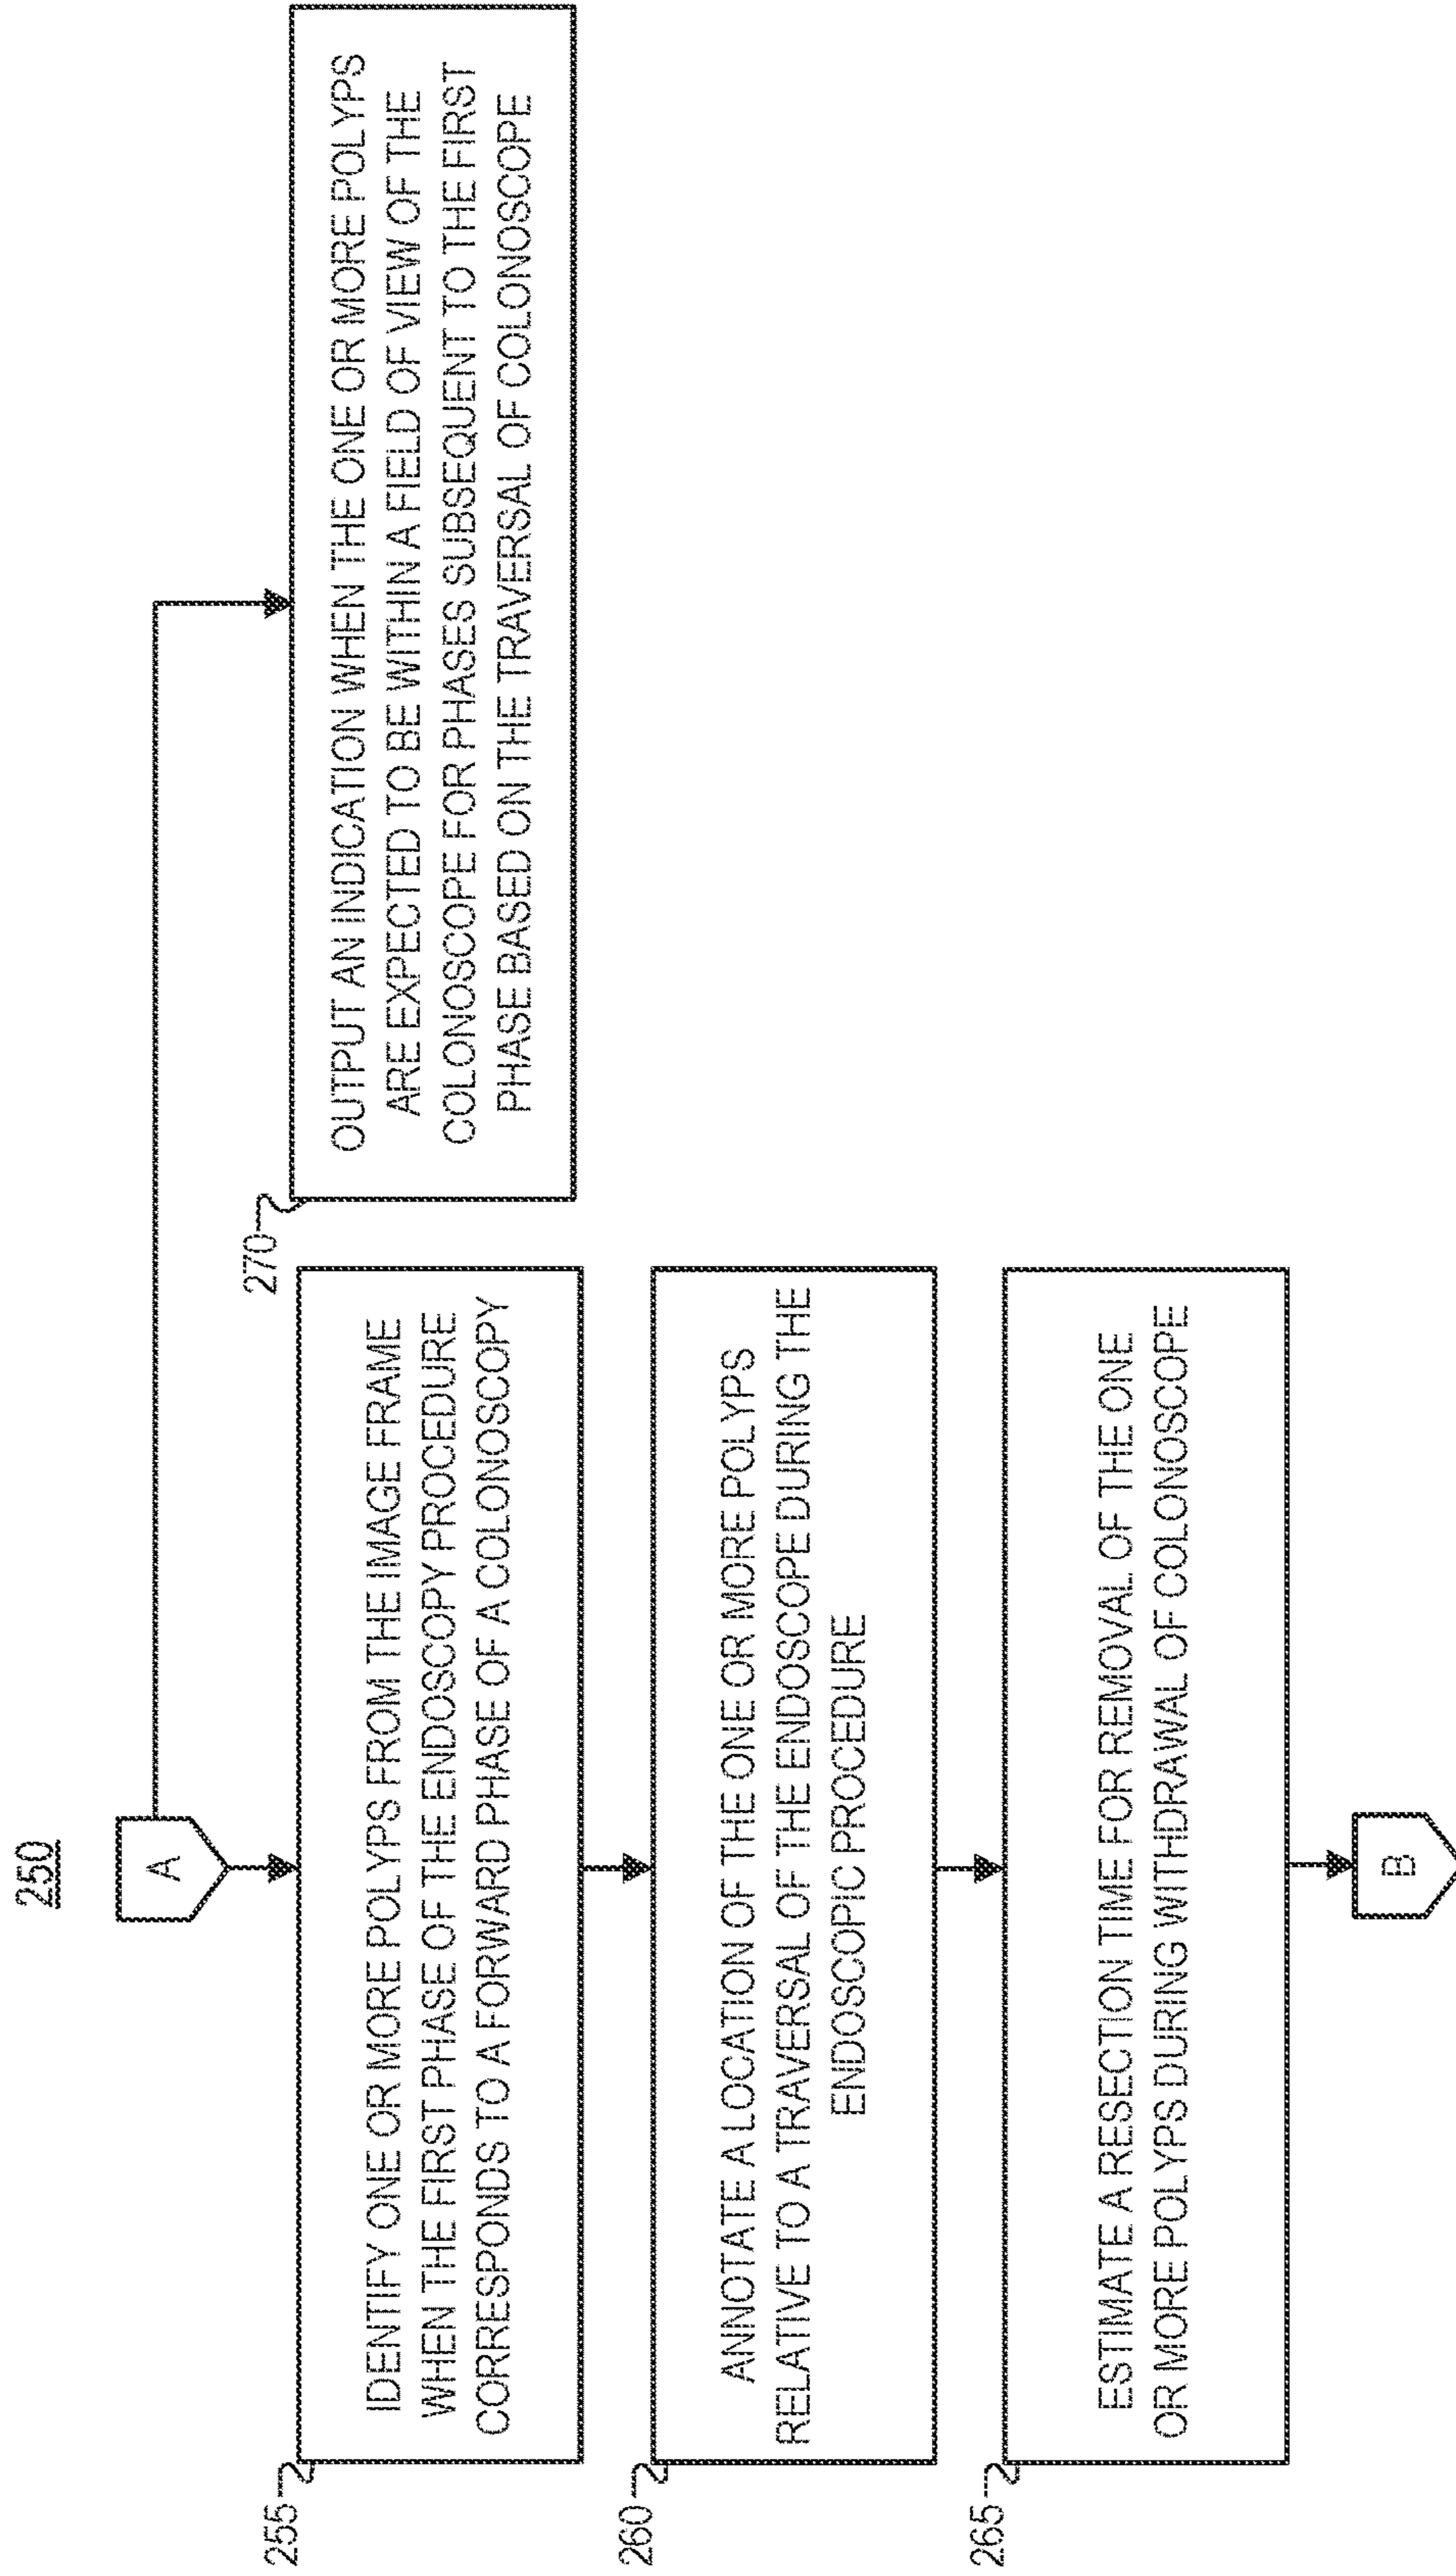 250
A
255
IDENTIFY ONE OR MORE POLYPS FROM THE IMAGE FRAME
WHEN THE FIRST PHASE OF THE ENDOSCOPY PROCEDURE
CORRESPONDS TO A FORWARD PHASE OF A COLONOSCOPY
260
ANNOTATE A LOCATION OF THE ONE OR MORE POLYPS
RELATIVE TO A TRAVERSAL OF THE ENDOSCOPE DURING THE
ENDOSCOPIC PROCEDURE
265
ESTIMATE A RESECTION TIME FOR REMOVAL OF THE ONE
OR MORE POLYPS DURING WITHDRAWAL OF COLONOSCOPE
B
270
OUTPUT AN INDICATION WHEN THE ONE OR MORE POLYPS
ARE EXPECTED TO BE WITHIN A FIELD OF VIEW OF THE
COLONOSCOPE FOR PHASES SUBSEQUENT TO THE FIRST
PHASE BASED ON THE TRAVERSAL OF COLONOSCOPE